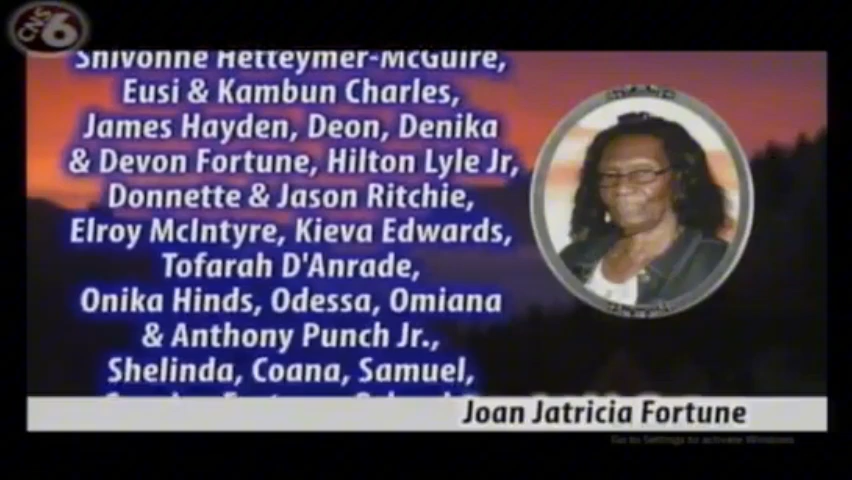 CNS 6
Shivonne Hetteymer-McGuire,
Eusi & Kambun Charles,
James Hayden, Deon, Denika
& Devon Fortune, Hilton Lyle Jr,
Donnette & Jason Ritchie,
Elroy McIntyre, Kieva Edwards,
Tofarah D'Anrade,
Onika Hinds, Odessa, Omiana
& Anthony Punch Jr.,
Shelinda, Coana, Samuel,
Joan Jatricia Fortune
Go to Settings to activate Windows.